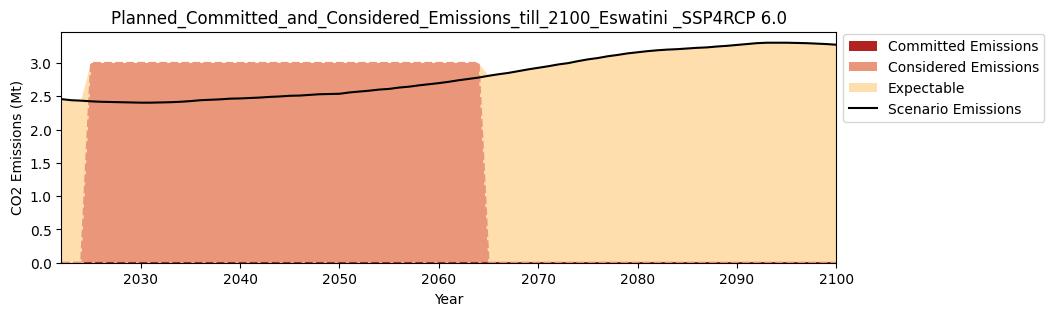 Planned_Committed_and_Considered_Emissions_till_2100_Eswatini _SSP4RCP 6.0
Committed Emissions
Considered Emissions
Expectable
Scenario Emissions
CO2 Emissions (Mt)
3.0
2.5
2.0
1.5
1.0
0.5
0.0
2030 2040 2050 2060 2070 2080 2090 2100
Year